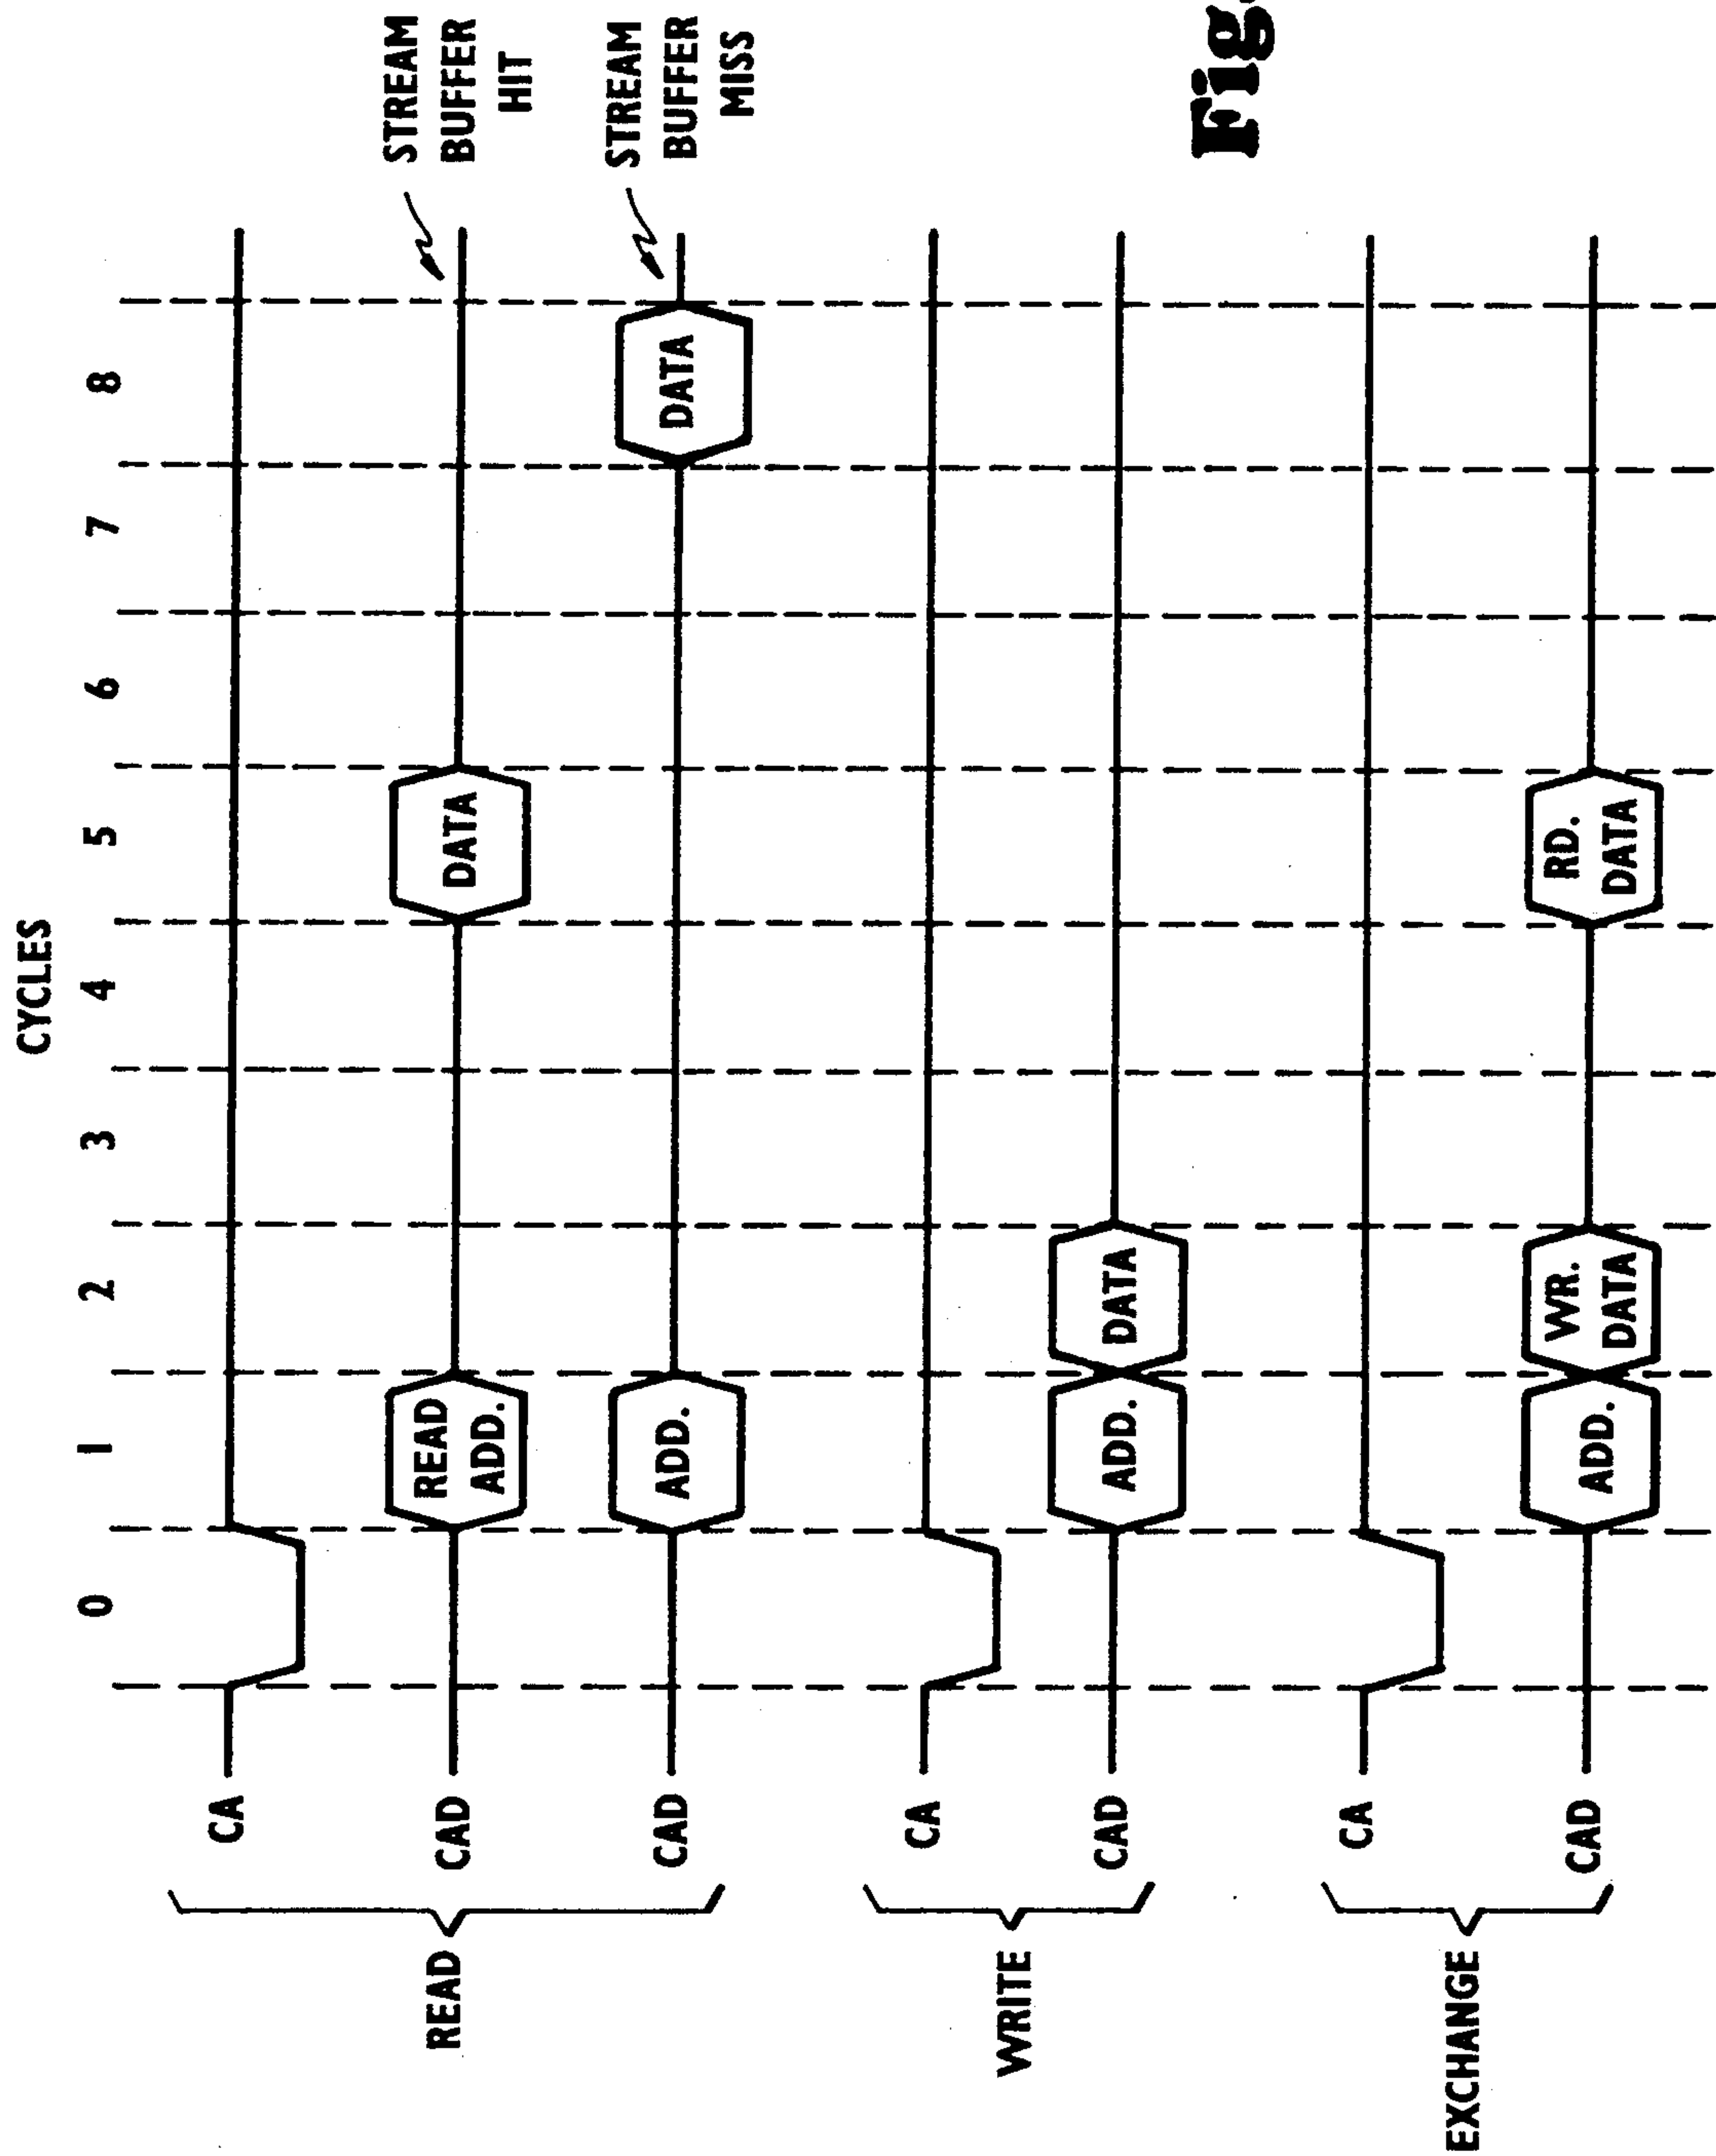 CYCLES
0 1 2 3 4 5 6 7 8
READ
CA
CAD
READ
ADD.
DATA
STREAM
BUFFER
HIT
CAD
ADD.
DATA
STREAM
BUFFER
MISS
WRITE
CA
CAD
ADD.
DATA
EXCHANGE
CA
CAD
ADD.
WR.
DATA
RD.
DATA
Fig.